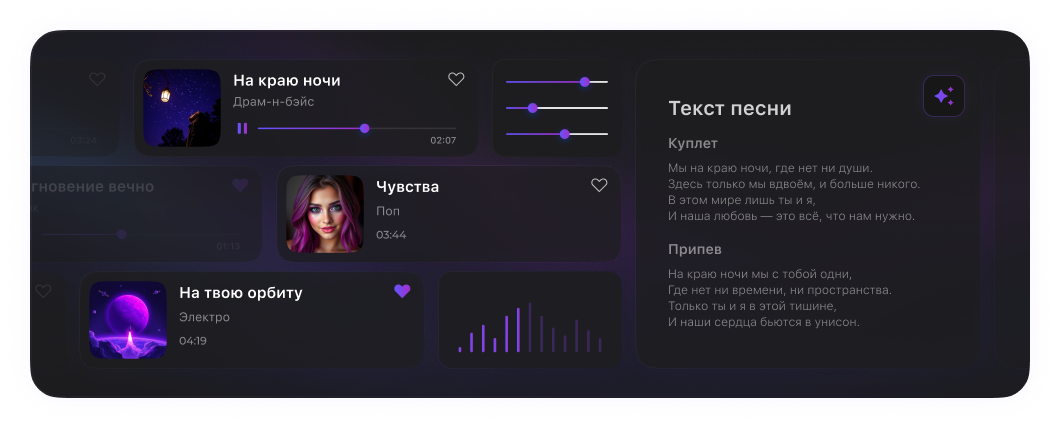 03:24
На краю ночи
Драм-н-бэйс
02:07
гновение вечно
к
01:13
Чувства
Поп
03:44
На твою орбиту
Электро
04:19
Текст песни
Куплет
Мы на краю ночи, где нет ни души.
Здесь только мы вдвоём, и больше никого.
В этом мире лишь ты и я,
И наша любовь — это всё, что нам нужно.
Припев
На краю ночи мы с тобой одни,
Где нет ни времени, ни пространства.
Только ты и я в этой тишине,
И наши сердца бьются в унисон.